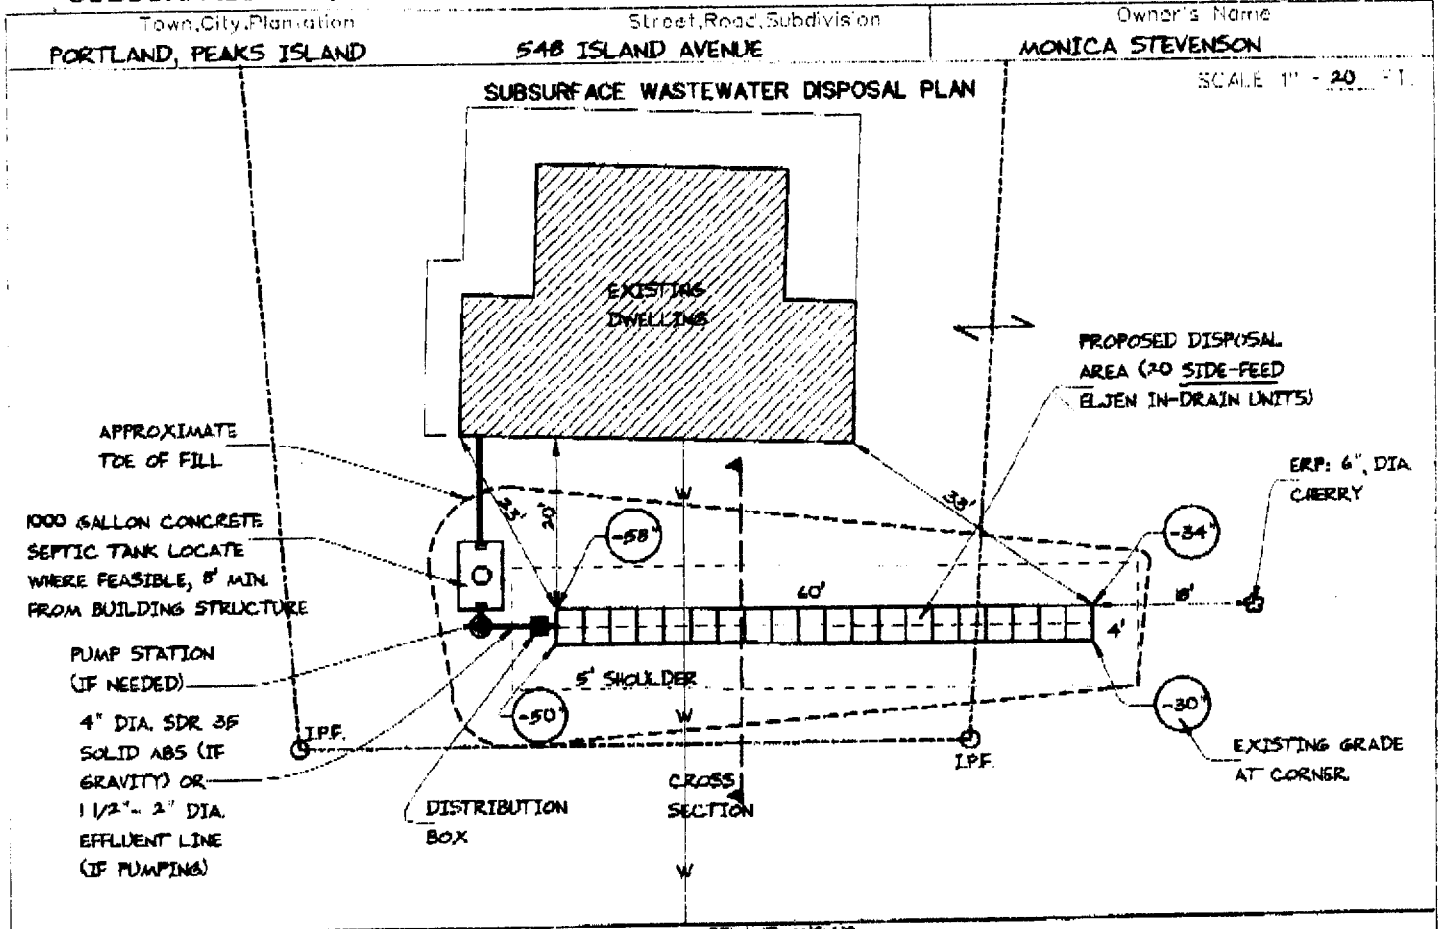 Town,City,Plantation
Street,Road,Subdivision
Owner's Name
PORTLAND, PEAKS ISLAND
548 ISLAND AVENUE
MONICA STEVENSON
SUBSURFACE WASTEWATER DISPOSAL PLAN
SCALE 1" - 20 FT.
EXISTING
DWELLING
PROPOSED DISPOSAL
AREA (20 SIDE-FEED
ELJEN IN-DRAIN UNITS)
APPROXIMATE
TOE OF FILL
ERP: 6", DIA.
CHERRY
1000 GALLON CONCRETE
SEPTIC TANK LOCATE
WHERE FEASIBLE, 8' MIN.
FROM BUILDING STRUCTURE
20'
33'
W
-58"
-34"
60'
18'
4'
PUMP STATION
(IF NEEDED)
5' SHOULDER
-50"
W
-30"
4" DIA. SDR 35
SOLID ABS (IF
GRAVITY) OR
1 1/2"- 2" DIA.
EFFLUENT LINE
(IF PUMPING)
I.P.F.
I.P.F.
EXISTING GRADE
AT CORNER
DISTRIBUTION
BOX
CROSS
SECTION
W